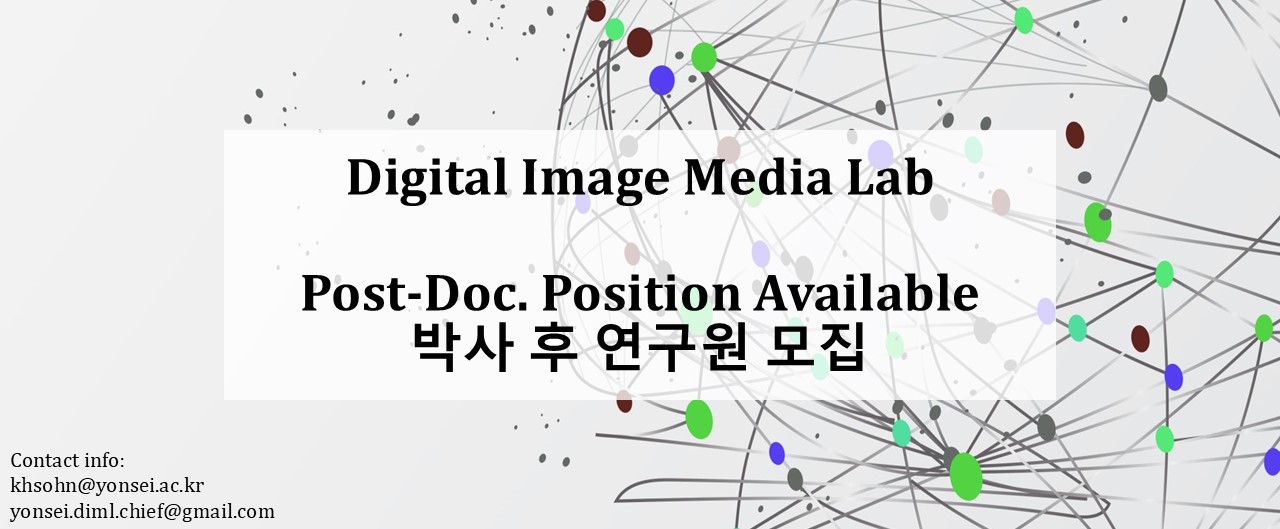 Digital Image Media Lab
Post-Doc. Position Available
박사 후 연구원 모집
Contact info:
khsohn@yonsei.ac.kr
yonsei.diml.chief@gmail.com